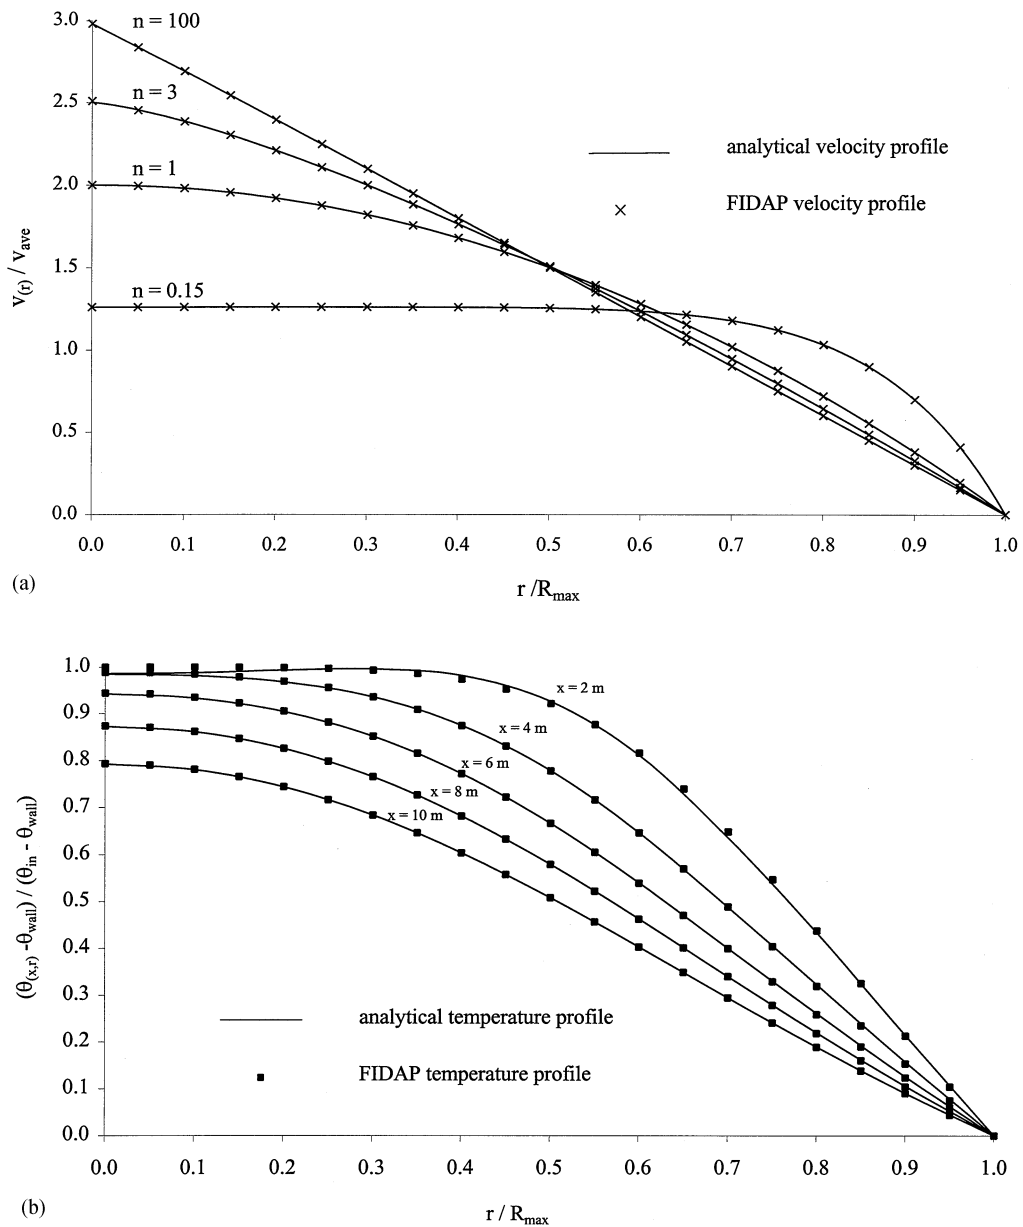 (a)
3.0
n = 100
n = 3
2.5
analytical velocity profile
n = 1
2.0
FIDAP velocity profile
v(r) / vave
1.5
n = 0.15
1.0
0.5
0.0
0.0 0.1 0.2 0.3 0.4 0.5 0.6 0.7 0.8 0.9 1.0
r /Rmax
1.0
x = 2 m
0.9
x = 4 m
0.8
x = 6 m
x = 8 m
0.7
x = 10 m
(θ(x,r) -θwall) / (θin - θwall)
0.6
0.5
0.4
0.3
analytical temperature profile
0.2
FIDAP temperature profile
0.1
0.0
0.0 0.1 0.2 0.3 0.4 0.5 0.6 0.7 0.8 0.9 1.0
(b)
r / Rmax